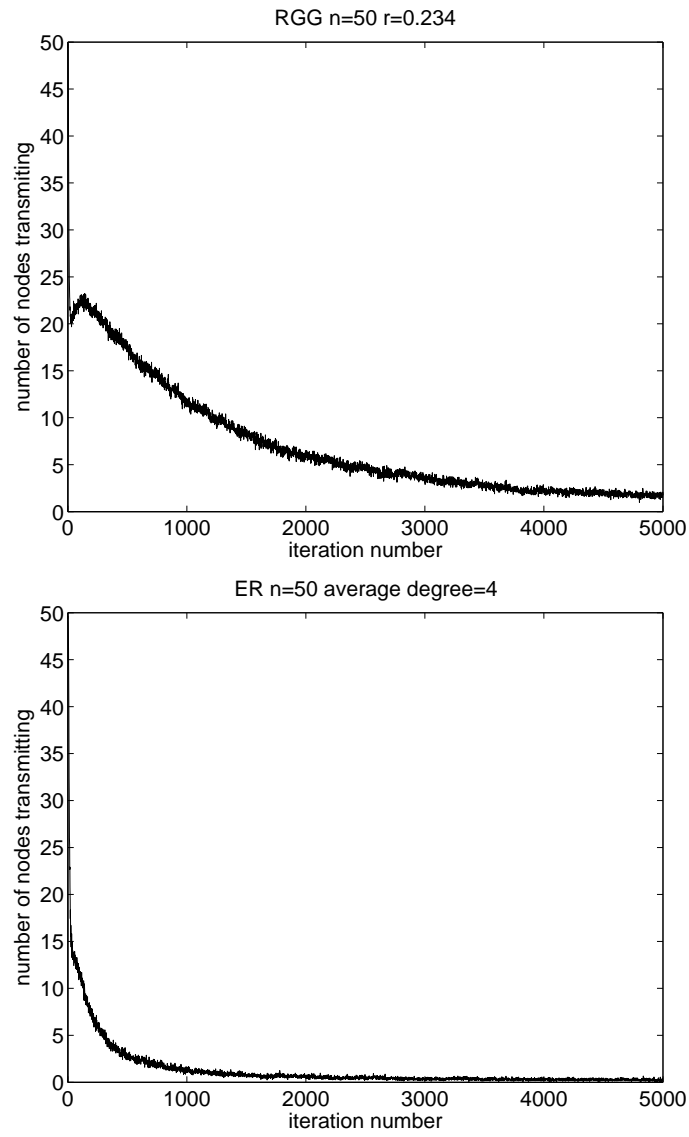 RGG n=50 r=0.234
50
45
40
35
30
25
20
15
10
5
0
number of nodes transmiting
0 1000 2000 3000 4000 5000
iteration number
ER n=50 average degree=4
50
45
40
35
30
25
20
15
10
5
0
number of nodes transmitting
0 1000 2000 3000 4000 5000
iteration number